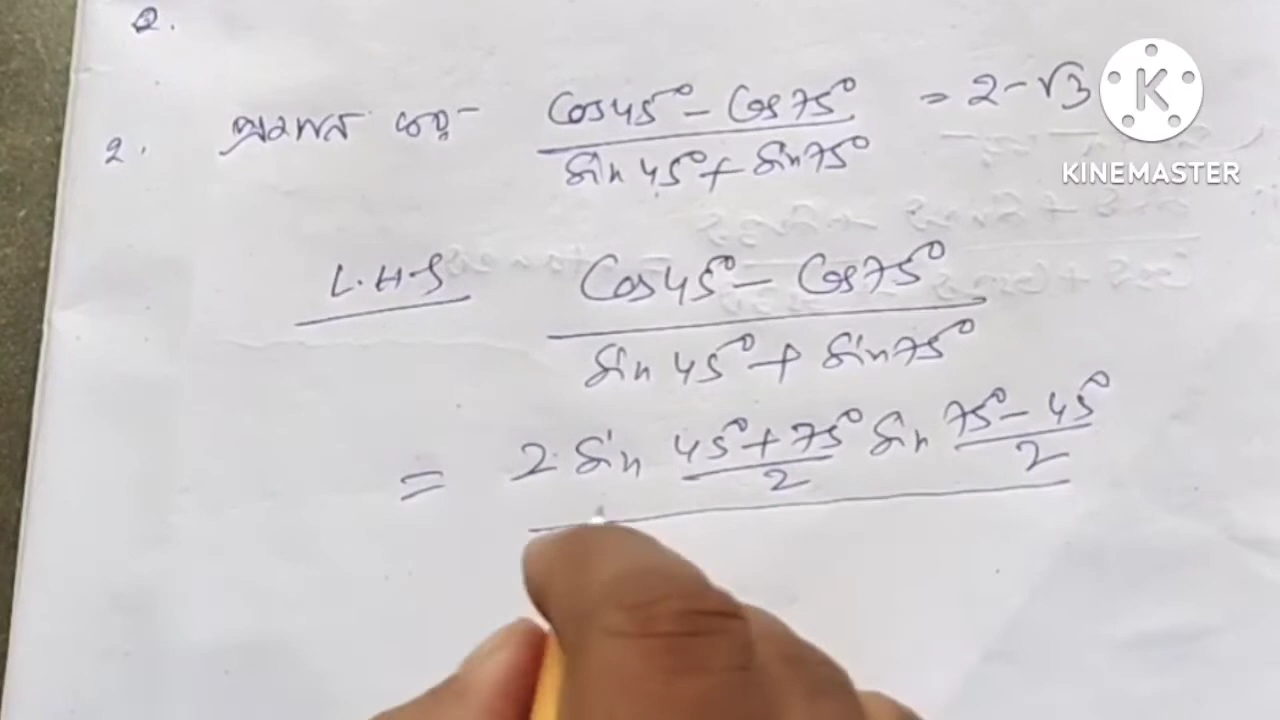 2.
2. প্রমাণ কর- (Cos45° - Cos75°)/(Sin45° + Sin75°) = 2-√3
KINEMASTER
L.H.S (Cos45° - Cos75°)/(Sin45° + Sin75°)
= 2 Sin (45°+75°)/2 Sin (75°-45°)/2